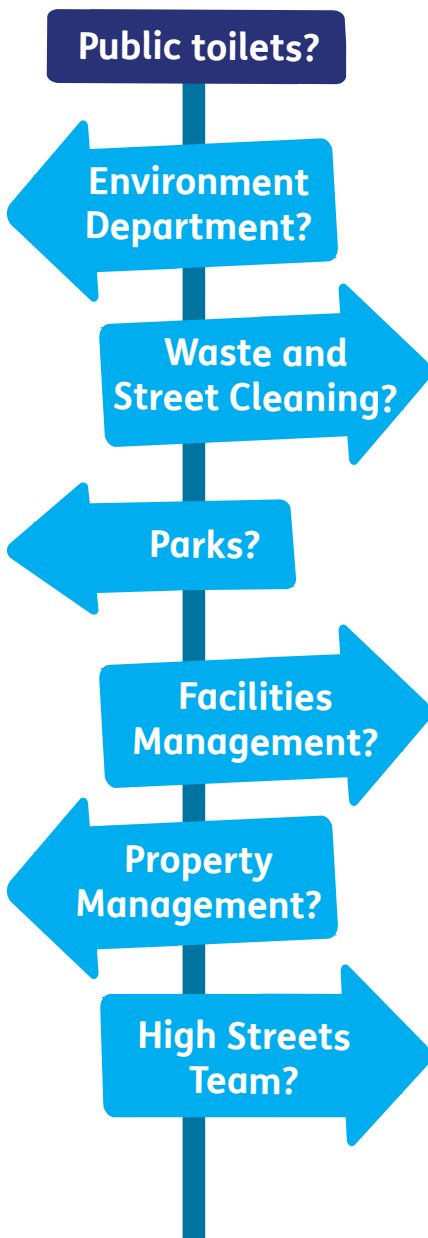 Public toilets?
Environment
Department?
Waste and
Street Cleaning?
Parks?
Facilities
Management?
Property
Management?
High Streets
Team?